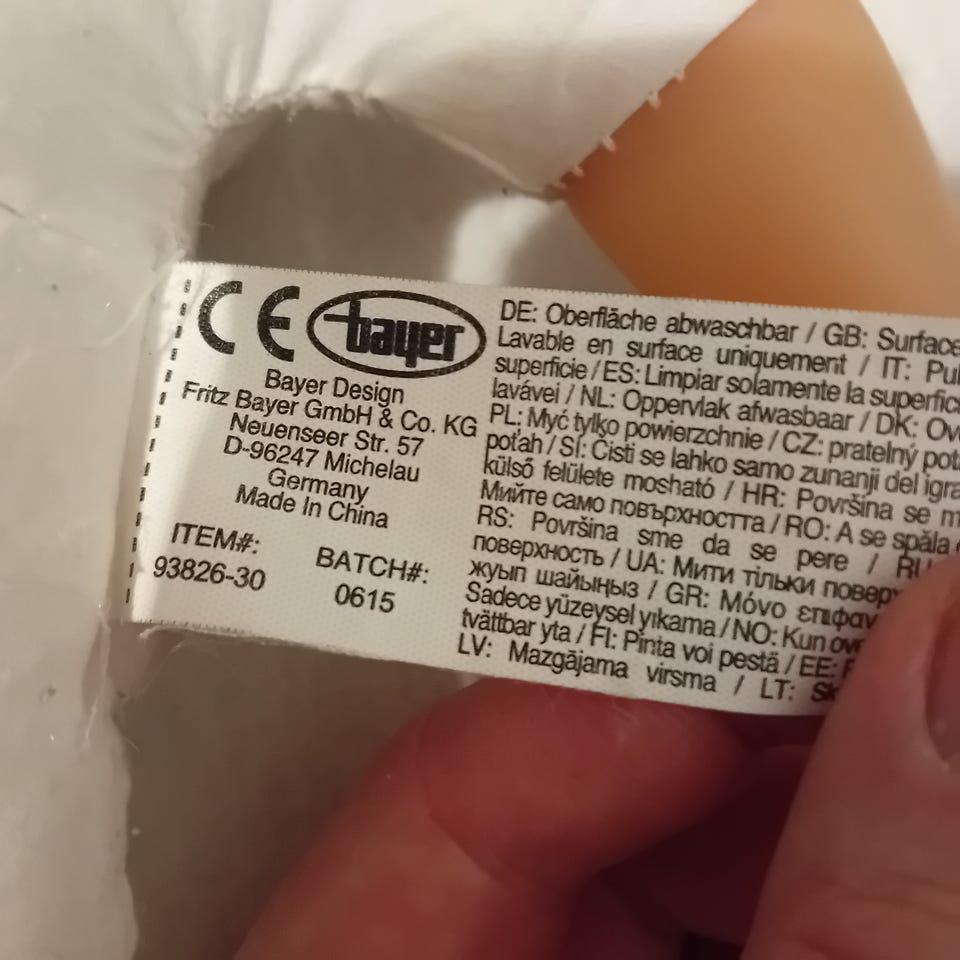 CE bayer
Bayer Design
Fritz Bayer GmbH & Co. KG
Neuenseer Str. 57
D-96247 Michelau
Germany
Made In China
ITEM#:
93826-30
BATCH#:
0615
DE: Oberfläche abwaschbar / GB: Surface
Lavable en surface uniquement / IT: Pul
superficie / ES: Limpiar solamente la superfici
lavável / NL: Oppervlak afwasbaar / DK: Ov
PL: Myć tylko powierzchnie / CZ: pratelný pot
poťah / SI: Čisti se lahko samo zunanji del igra
külső felülete mosható / HR: Površina se m
Мийте само повърхността / RO: A se spăla
RS: Površina sme da se pere / RU
поверхность / UA: Мити тільки поверх
жуып шайыңыз / GR: Μόνο επιφαν
Sadece yüzeysel yıkama / NO: Kun ove
tvättbar yta / FI: Pinta voi pestä / EE:
LV: Mazgājama virsma / LT: Sk